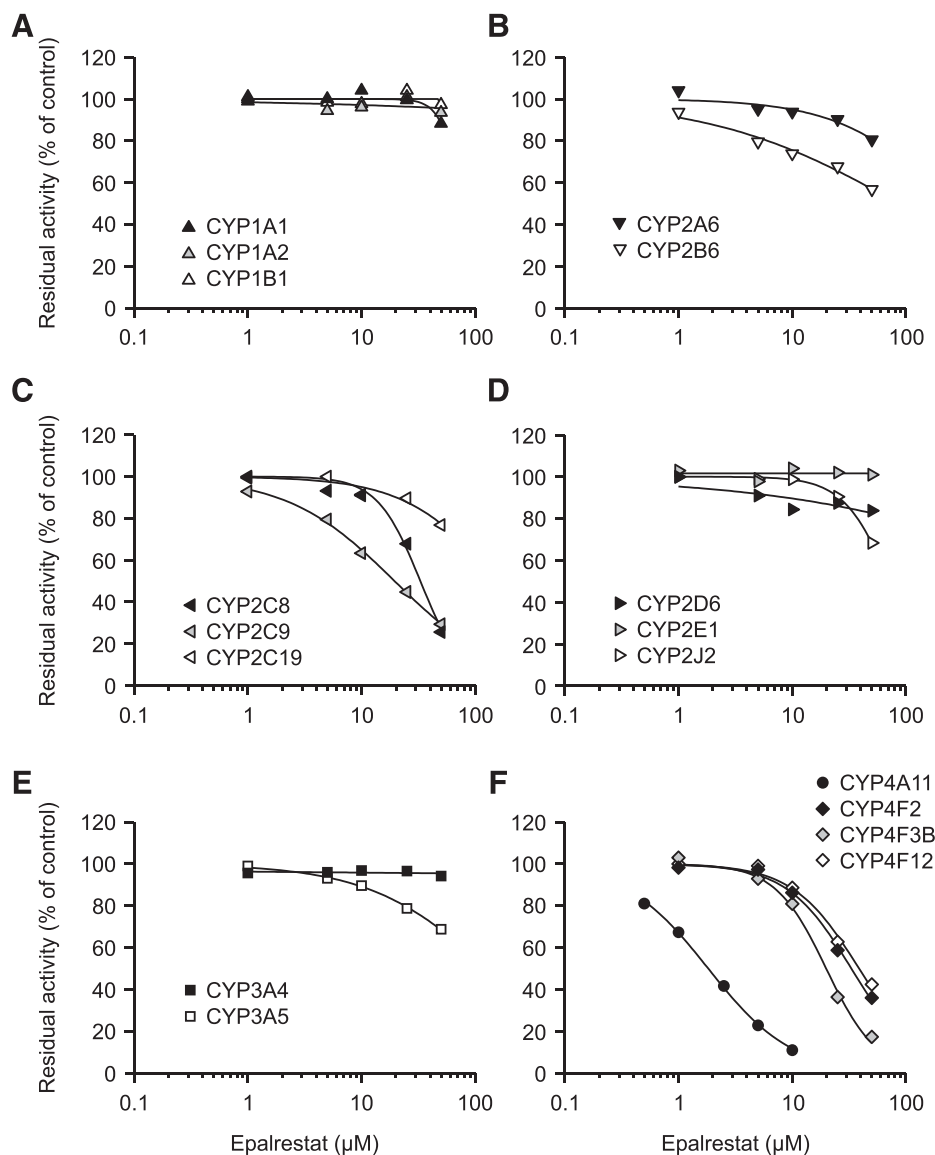 A
Residual activity (% of control)
120
100
80
60
40
20
0
CYP1A1
CYP1A2
CYP1B1
0.1 1 10 100
B
120
100
80
60
40
20
0
CYP2A6
CYP2B6
0.1 1 10 100
C
Residual activity (% of control)
120
100
80
60
40
20
0
CYP2C8
CYP2C9
CYP2C19
0.1 1 10 100
D
120
100
80
60
40
20
0
CYP2D6
CYP2E1
CYP2J2
0.1 1 10 100
E
Residual activity (% of control)
120
100
80
60
40
20
0
CYP3A4
CYP3A5
0.1 1 10 100
Epalrestat (µM)
F
CYP4A11
CYP4F2
CYP4F3B
CYP4F12
120
100
80
60
40
20
0
0.1 1 10 100
Epalrestat (µM)